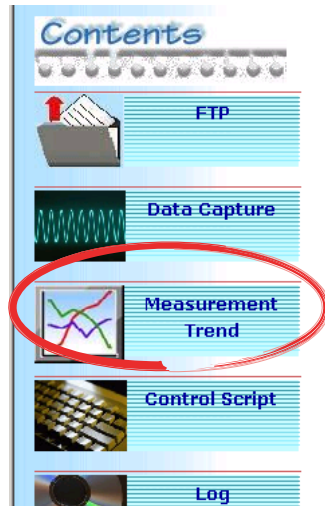 Contents
FTP
Data Capture
Measurement
Trend
Control Script
Log